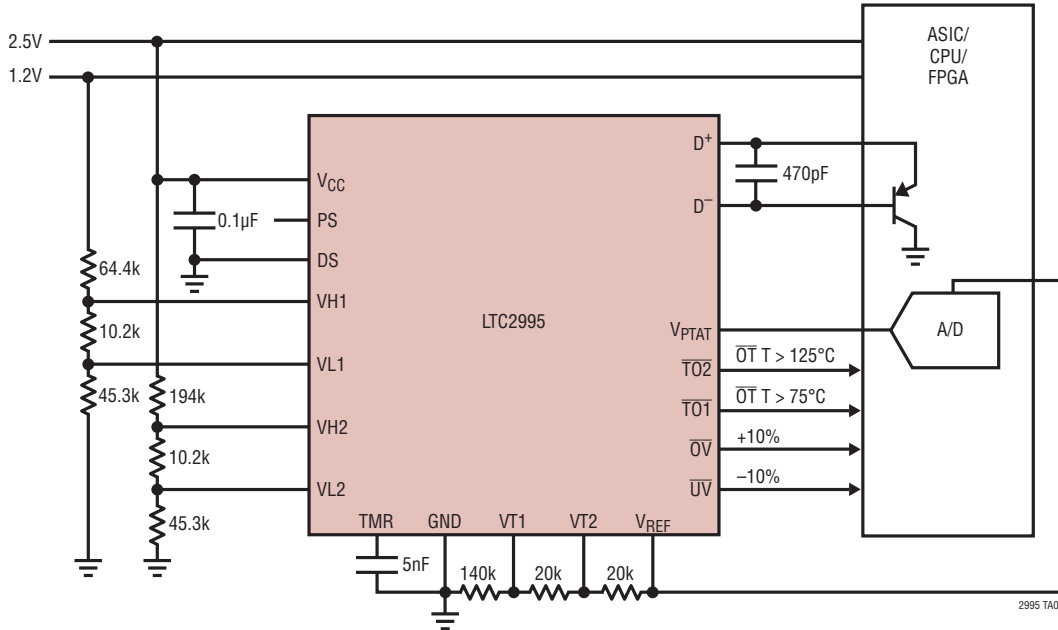 2.5V
1.2V
ASIC/
CPU/
FPGA
D+
470pF
D–
VCC
0.1µF
PS
DS
64.4k
VH1
10.2k
VL1
45.3k
194k
VH2
10.2k
VL2
45.3k
LTC2995
VPTAT
A/D
TO2
OT T > 125°C
TO1
OT T > 75°C
OV
+10%
UV
–10%
TMR
GND
VT1
VT2
VREF
5nF
140k
20k
20k
2995 TA0